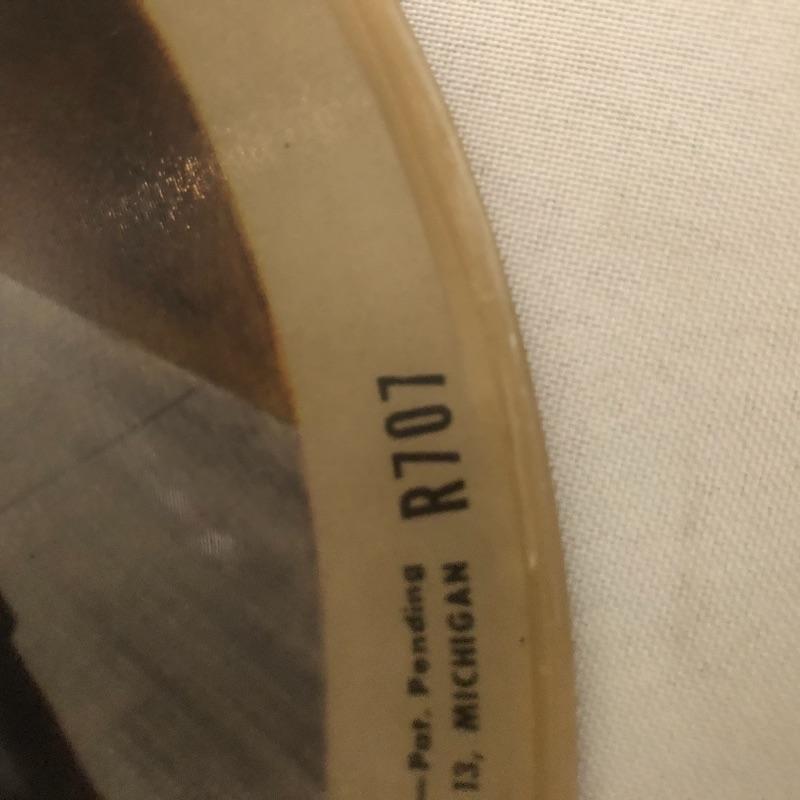 R707
—Pat. Pending
13, MICHIGAN